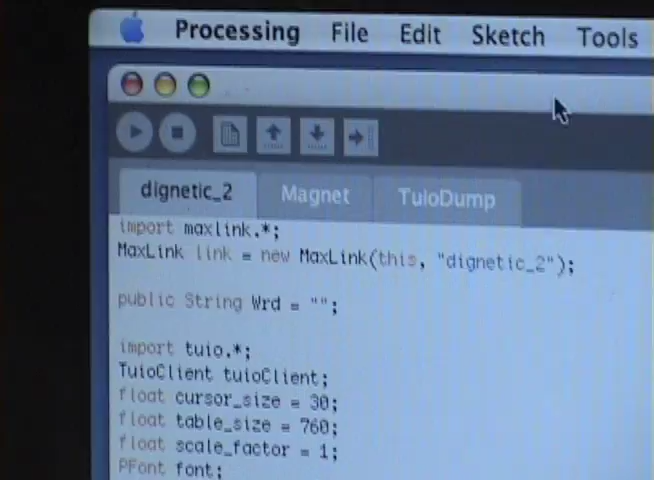 Processing File Edit Sketch Tools
dignetic_2 Magnet TuioDump
import maxlink.*;
MaxLink link = new MaxLink(this, "dignetic_2");
public String Wrd = "";
import tuio.*;
TuioClient tuioClient;
float cursor_size = 30;
float table_size = 760;
float scale_factor = 1;
PFont font;